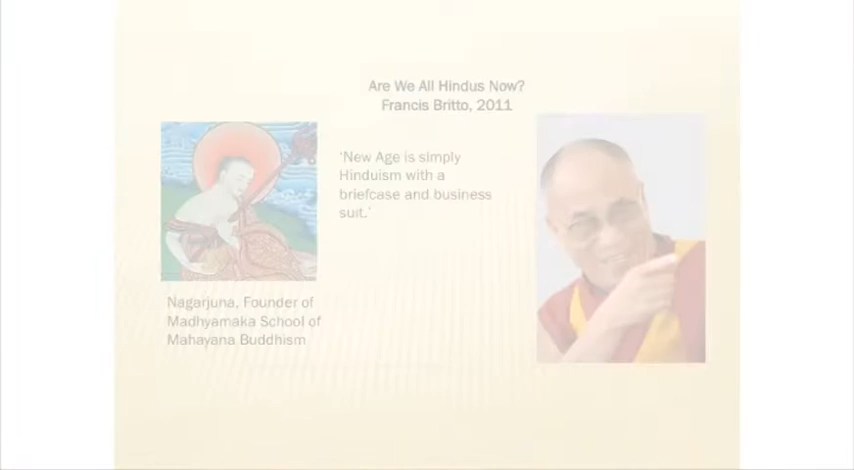 Are We All Hindus Now?
Francis Britto, 2011
'New Age is simply
Hinduism with a
briefcase and business
suit.'
Nagarjuna, Founder of
Madhyamaka School of
Mahayana Buddhism